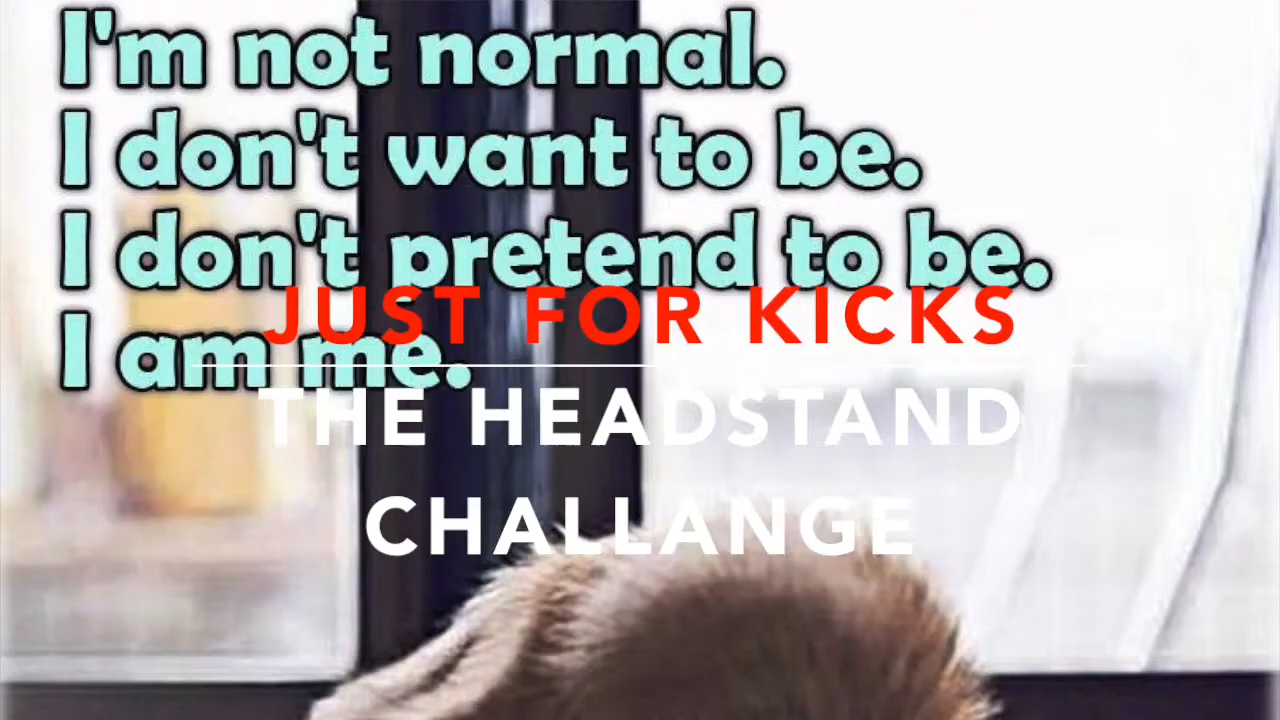 I'm not normal.
I don't want to be.
I don't pretend to be.
I am me.
JUST FOR KICKS
THE HEADSTAND
CHALLANGE